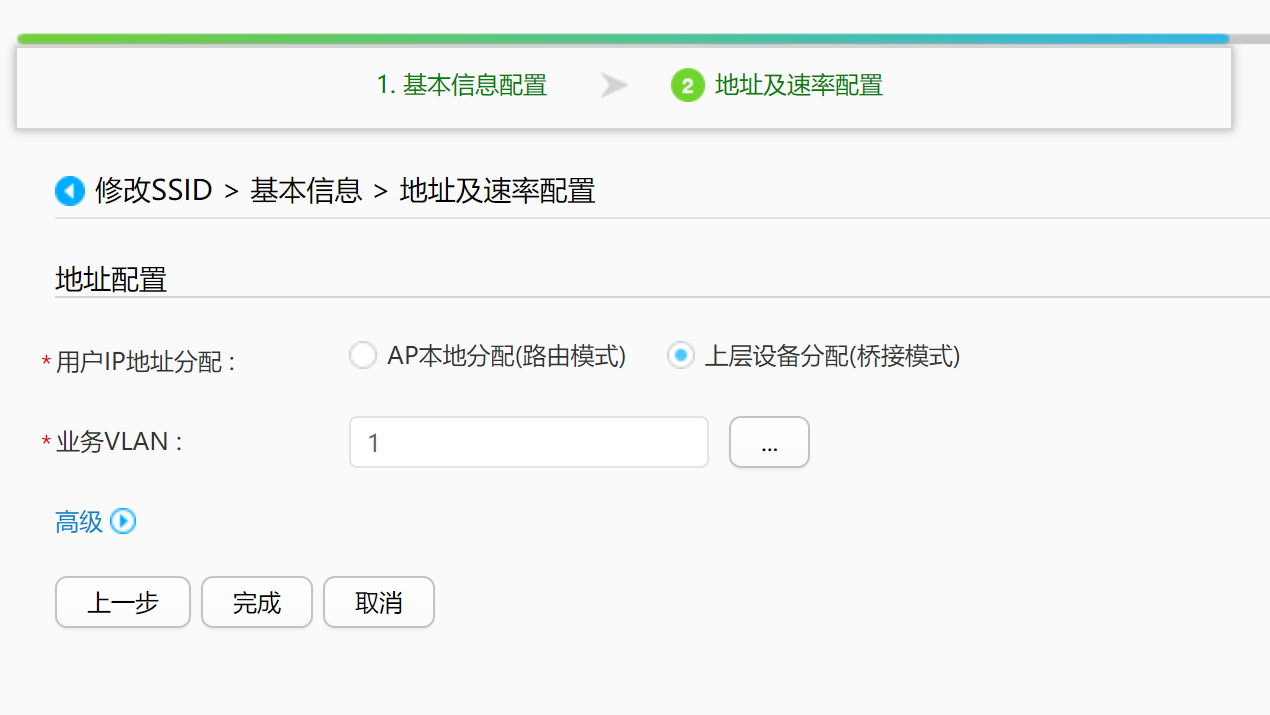 1. 基本信息配置 2 地址及速率配置
修改SSID > 基本信息 > 地址及速率配置
地址配置
* 用户IP地址分配 : AP本地分配(路由模式) 上层设备分配(桥接模式)
* 业务VLAN : 1 ...
高级
上一步 完成 取消